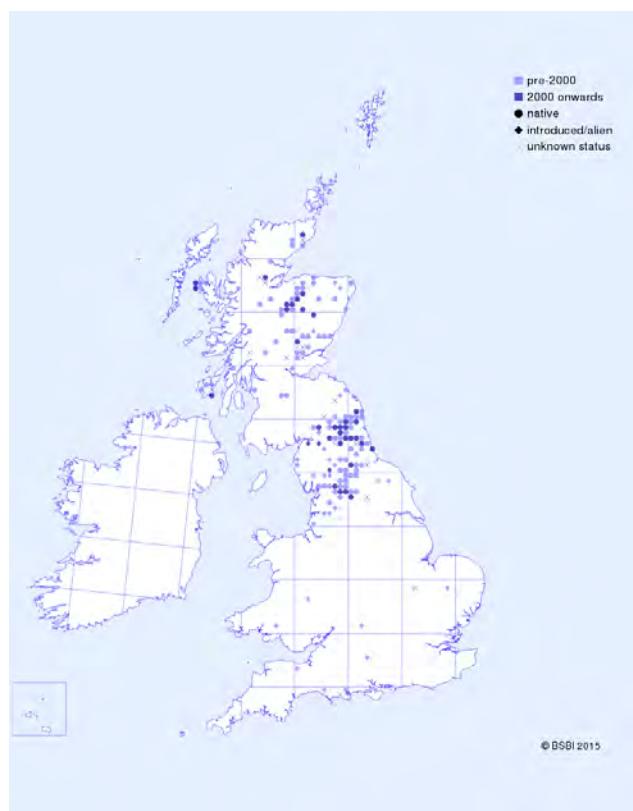 pre-2000
2000 onwards
native
introduced/alien
unknown status
© BSBI 2015